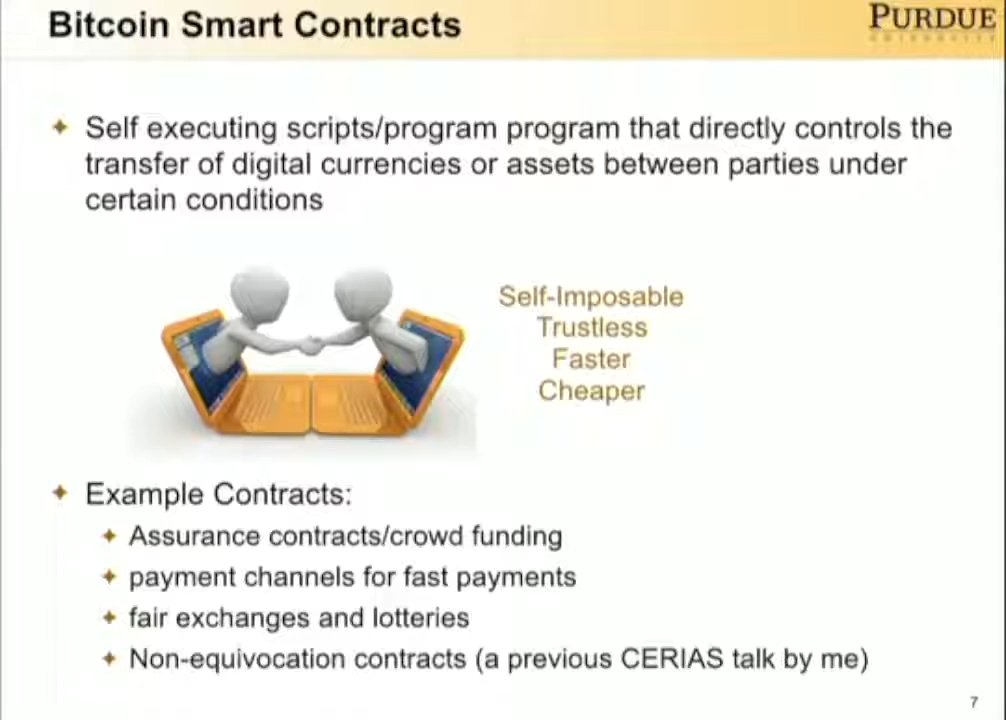 Bitcoin Smart Contracts
PURDUE
Self executing scripts/program program that directly controls the
transfer of digital currencies or assets between parties under
certain conditions
Self-Imposable
Trustless
Faster
Cheaper
Example Contracts:
Assurance contracts/crowd funding
payment channels for fast payments
fair exchanges and lotteries
Non-equivocation contracts (a previous CERIAS talk by me)
7